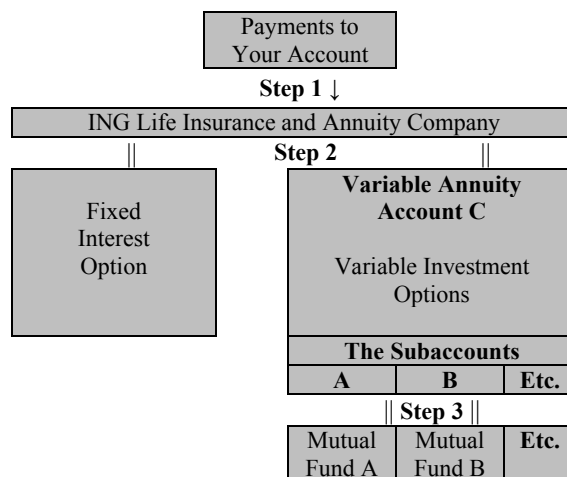 Payments to
Your Account
Step 1 ↓
ING Life Insurance and Annuity Company
|| Step 2 ||
Fixed
Interest
Option
Variable Annuity
Account C
Variable Investment
Options
The Subaccounts
A B Etc.
|| Step 3 ||
Mutual
Fund A
Mutual
Fund B
Etc.